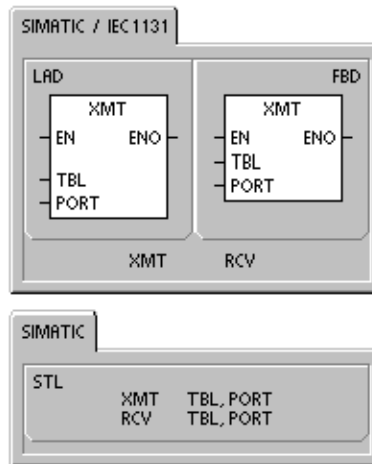 SIMATIC / IEC1131
LAD
FBD
XMT
EN ENO
TBL
PORT
XMT
EN ENO
TBL
PORT
XMT RCV
SIMATIC
STL
XMT TBL, PORT
RCV TBL, PORT